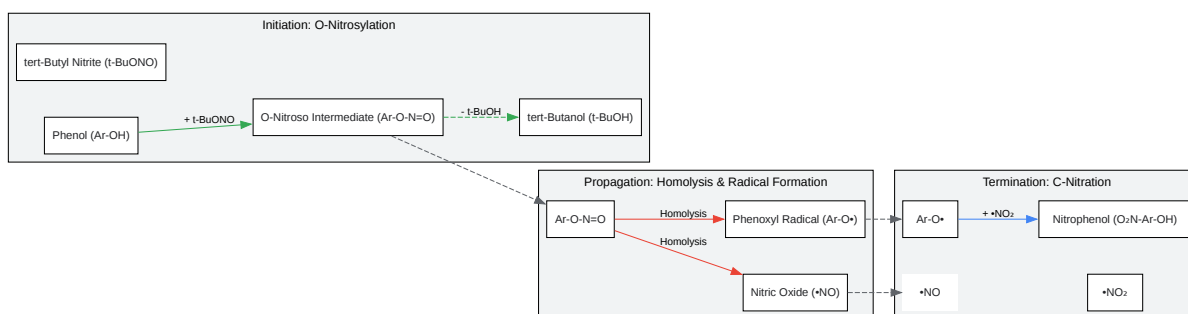 Initiation: O-Nitrosylation
tert-Butyl Nitrite (t-BuONO)
Phenol (Ar-OH)
+ t-BuONO
O-Nitroso Intermediate (Ar-O-N=O)
- t-BuOH
tert-Butanol (t-BuOH)
Propagation: Homolysis & Radical Formation
Ar-O-N=O
Homolysis
Phenoxyl Radical (Ar-O•)
Homolysis
Nitric Oxide (•NO)
Termination: C-Nitration
Ar-O•
+ •NO₂
Nitrophenol (O₂N-Ar-OH)
•NO
•NO₂